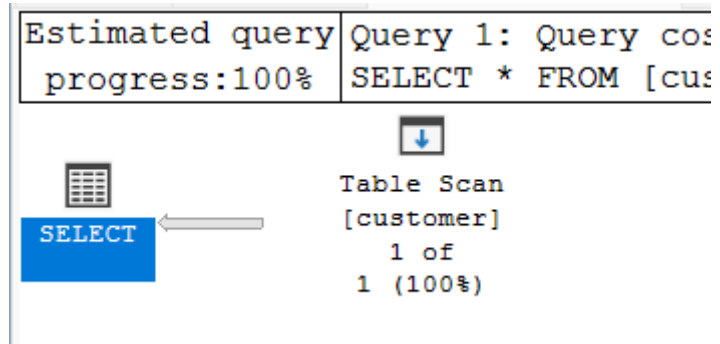 Estimated query
progress:100%
Query 1: Query cos
SELECT * FROM [cus
SELECT
Table Scan
[customer]
1 of
1 (100%)